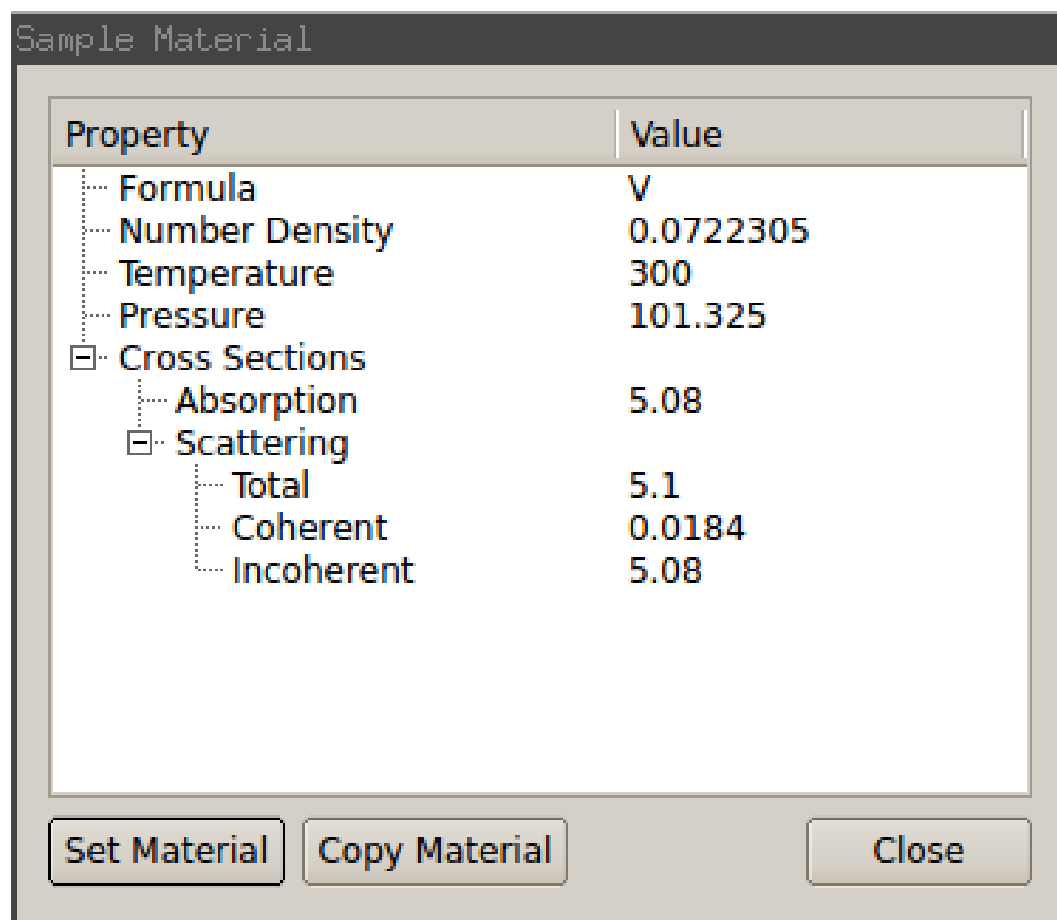 Sample Material
Property Value
Formula V
Number Density 0.0722305
Temperature 300
Pressure 101.325
Cross Sections
Absorption 5.08
Scattering
Total 5.1
Coherent 0.0184
Incoherent 5.08
Set Material Copy Material Close